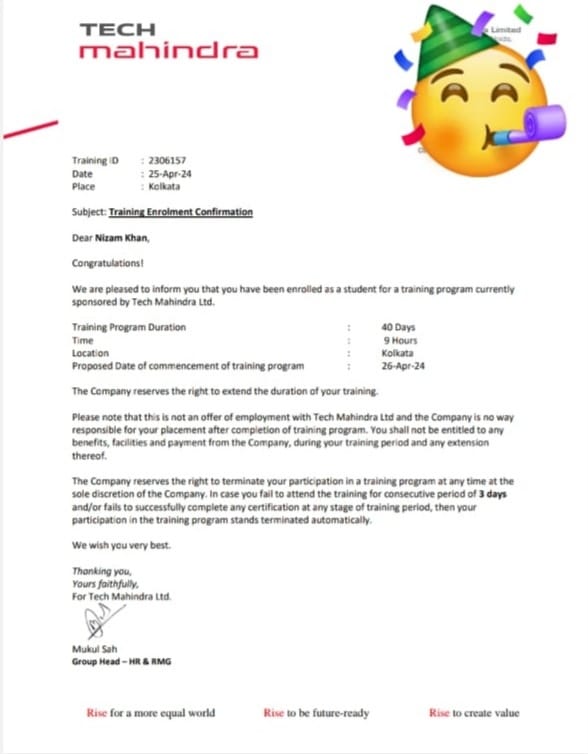 TECH
mahindra
Limited
Training ID : 2306157
Date : 25-Apr-24
Place : Kolkata
Subject: Training Enrolment Confirmation
Dear Nizam Khan,
Congratulations!
We are pleased to inform you that you have been enrolled as a student for a training program currently
sponsored by Tech Mahindra Ltd.
Training Program Duration : 40 Days
Time : 9 Hours
Location : Kolkata
Proposed Date of commencement of training program : 26-Apr-24
The Company reserves the right to extend the duration of your training.
Please note that this is not an offer of employment with Tech Mahindra Ltd and the Company is no way
responsible for your placement after completion of training program. You shall not be entitled to any
benefits, facilities and payment from the Company, during your training period and any extension
thereof.
The Company reserves the right to terminate your participation in a training program at any time at the
sole discretion of the Company. In case you fail to attend the training for consecutive period of 3 days
and/or fails to successfully complete any certification at any stage of training period, then your
participation in the training program stands terminated automatically.
We wish you very best.
Thanking you,
Yours faithfully,
For Tech Mahindra Ltd.
Mukul Sah
Group Head – HR & RMG
Rise for a more equal world Rise to be future-ready Rise to create value